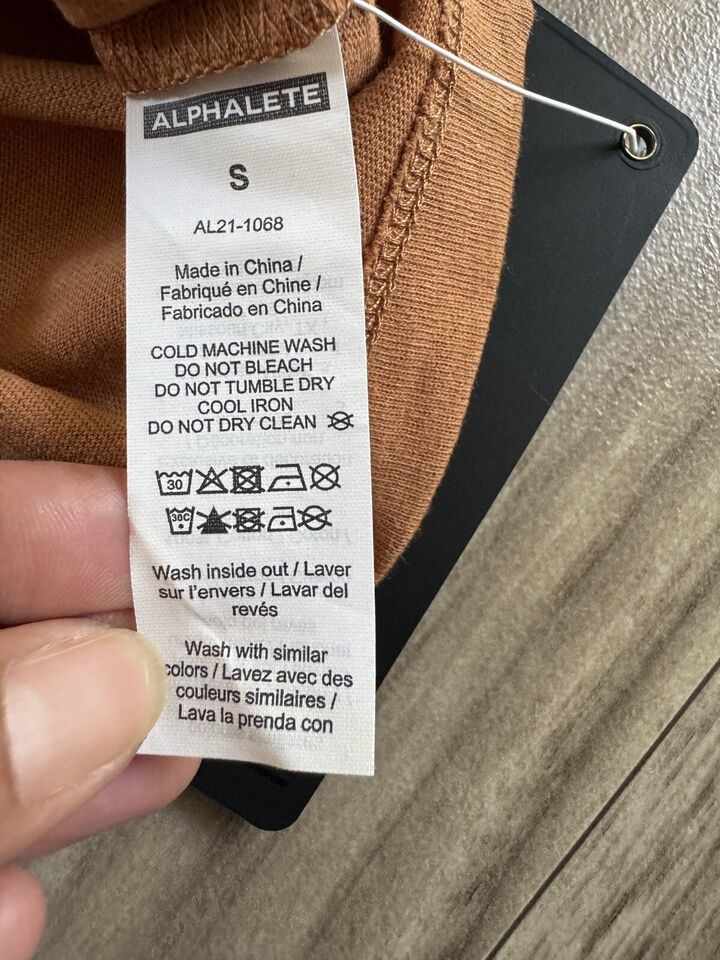 ALPHALETE
S
AL21-1068
Made in China /
Fabriqué en Chine /
Fabricado en China
COLD MACHINE WASH
DO NOT BLEACH
DO NOT TUMBLE DRY
COOL IRON
DO NOT DRY CLEAN
30
30C
Wash inside out / Laver
sur l'envers / Lavar del
revés
Wash with similar
colors / Lavez avec des
couleurs similaires /
Lava la prenda con